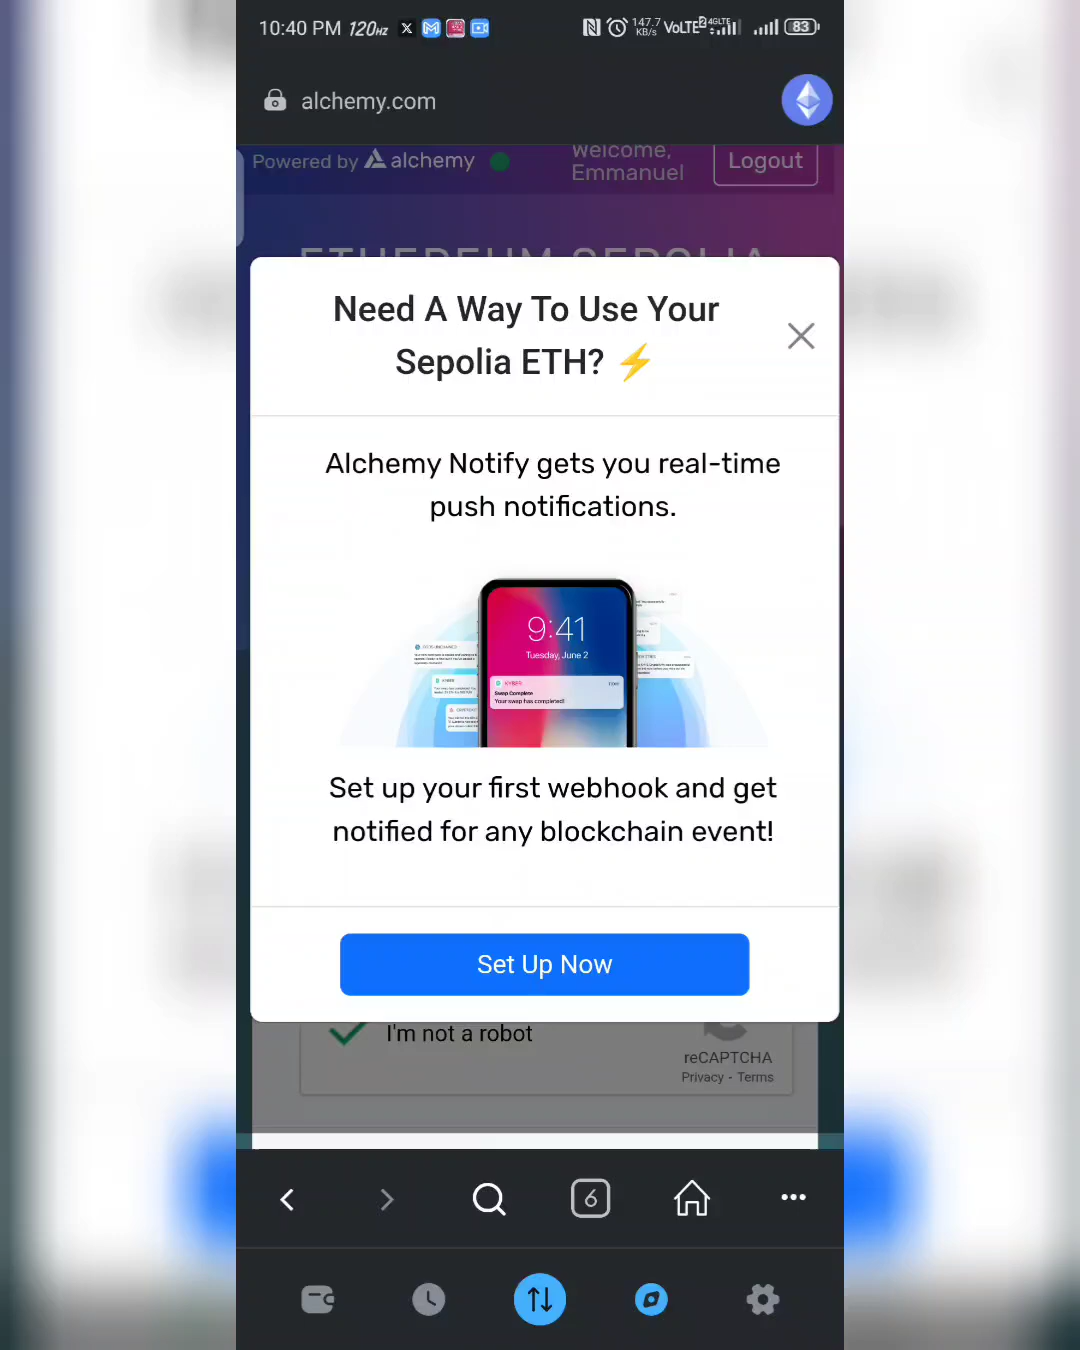 10:40 PM 120HZ X 147.7 KB/s VoLTE 2 4GLTE 83
alchemy.com
Powered by alchemy
Welcome, Emmanuel
Logout
ETHEREUM SEPOLIA
Need A Way To Use Your
Sepolia ETH? ⚡
Alchemy Notify gets you real-time
push notifications.
9:41
Tuesday, June 2
KYBER
Swap Complete
Your swap has completed!
Set up your first webhook and get
notified for any blockchain event!
Set Up Now
I'm not a robot
reCAPTCHA
Privacy - Terms
6